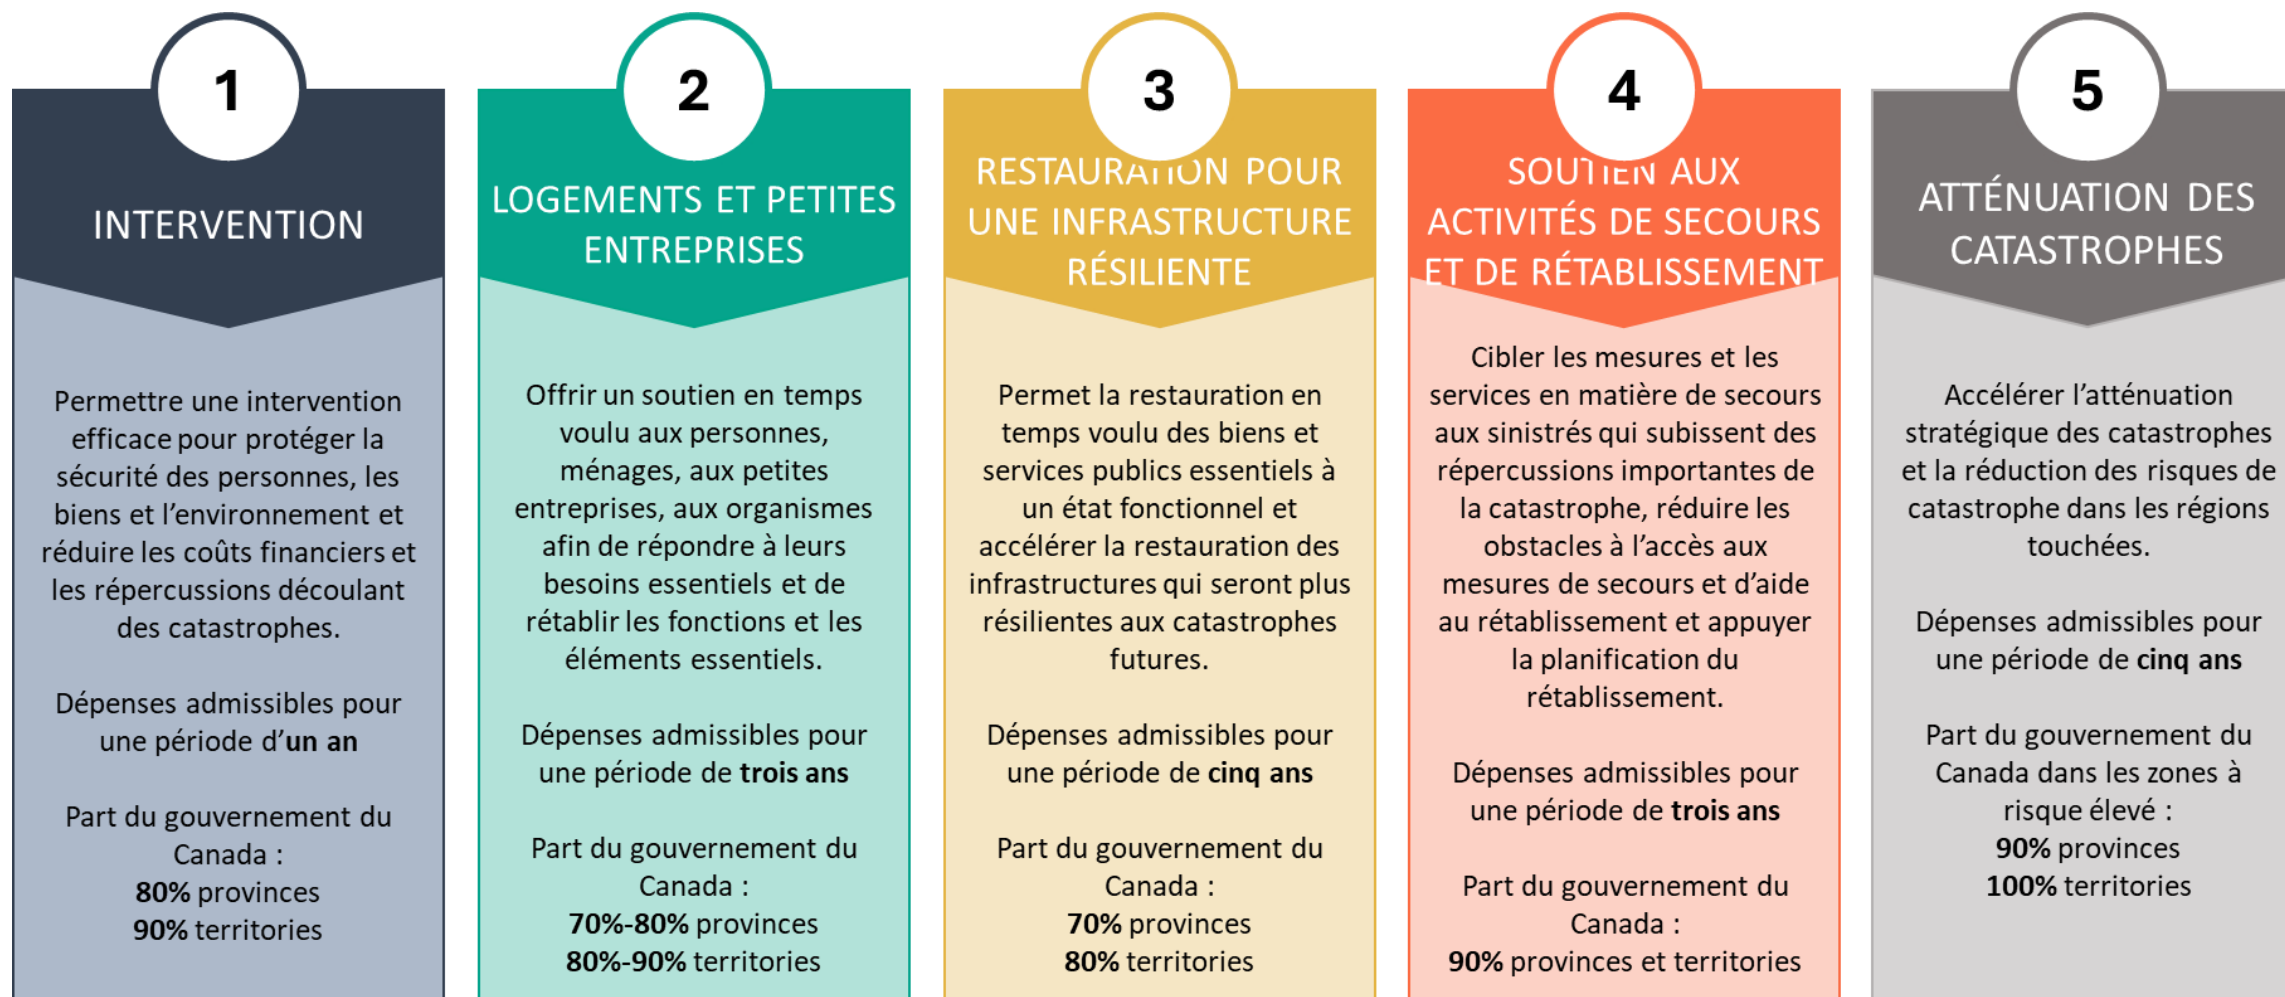 1
INTERVENTION
Permettre une intervention
efficace pour protéger la
sécurité des personnes, les
biens et l’environnement et
réduire les coûts financiers et
les répercussions découlant
des catastrophes.
Dépenses admissibles pour
une période d’un an
Part du gouvernement du
Canada :
80% provinces
90% territories
2
LOGEMENTS ET PETITES
ENTREPRISES
Offrir un soutien en temps
voulu aux personnes,
ménages, aux petites
entreprises, aux organismes
afin de répondre à leurs
besoins essentiels et de
rétablir les fonctions et les
éléments essentiels.
Dépenses admissibles pour
une période de trois ans
Part du gouvernement du
Canada :
70%-80% provinces
80%-90% territories
3
RESTAURATION POUR
UNE INFRASTRUCTURE
RÉSILIENTE
Permet la restauration en
temps voulu des biens et
services publics essentiels à
un état fonctionnel et
accélérer la restauration des
infrastructures qui seront plus
résilientes aux catastrophes
futures.
Dépenses admissibles pour
une période de cinq ans
Part du gouvernement du
Canada :
70% provinces
80% territories
4
SOUTIEN AUX
ACTIVITÉS DE SECOURS
ET DE RÉTABLISSEMENT
Cibler les mesures et les
services en matière de secours
aux sinistrés qui subissent des
répercussions importantes de
la catastrophe, réduire les
obstacles à l’accès aux
mesures de secours et d’aide
au rétablissement et appuyer
la planification du
rétablissement.
Dépenses admissibles pour
une période de trois ans
Part du gouvernement du
Canada :
90% provinces et territories
5
ATTÉNUATION DES
CATASTROPHES
Accélérer l’atténuation
stratégique des catastrophes
et la réduction des risques de
catastrophe dans les régions
touchées.
Dépenses admissibles pour
une période de cinq ans
Part du gouvernement du
Canada dans les zones à
risque élevé :
90% provinces
100% territories